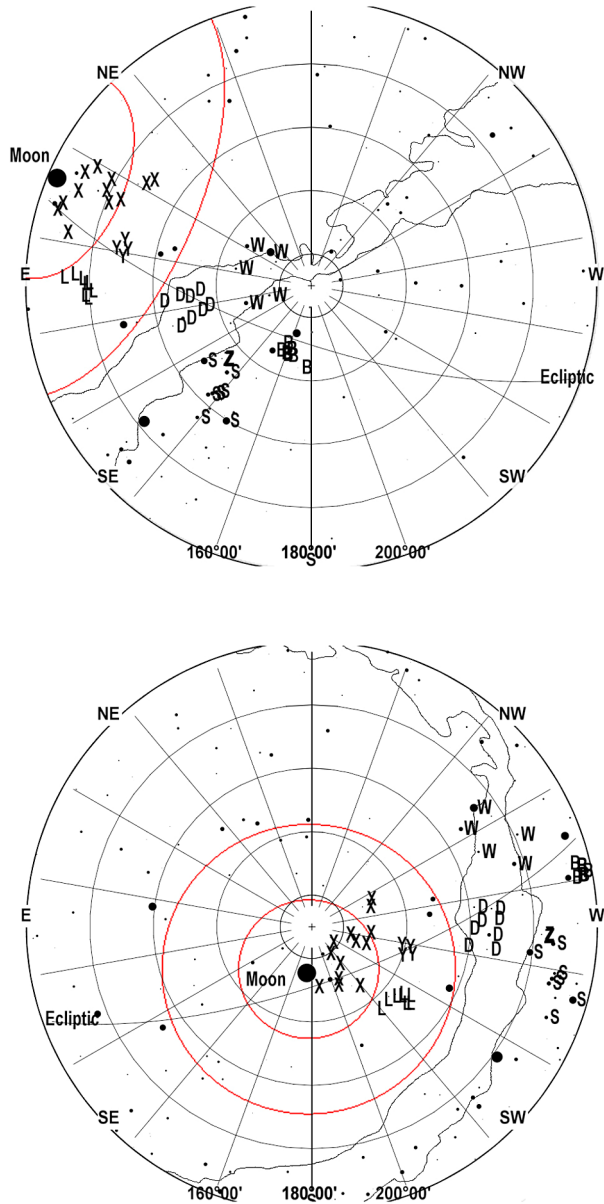 NE
NW
Moon
X X
X X X
X X
X X
X X
X
W W
Y
Y Y
Y
W
E
W
L L
L L
L L
L
D D D D
D D
D D
W W
B
B B
B B
B
Z
S
S
S S S
S S
Ecliptic
SE
SW
160°00' 180°00' 200°00'
S
NE
NW
W
W W
W W
B
B B
B B
X
X
D D
D D
D D
D D
E
W
X X
X X X
X
Y Y
Y Y
Z
S
S
X
X X
X X
Moon
L L L
L L
L L
S S
S S
S
S
Ecliptic
SE
SW
160°00' 180°00' 200°00'
S